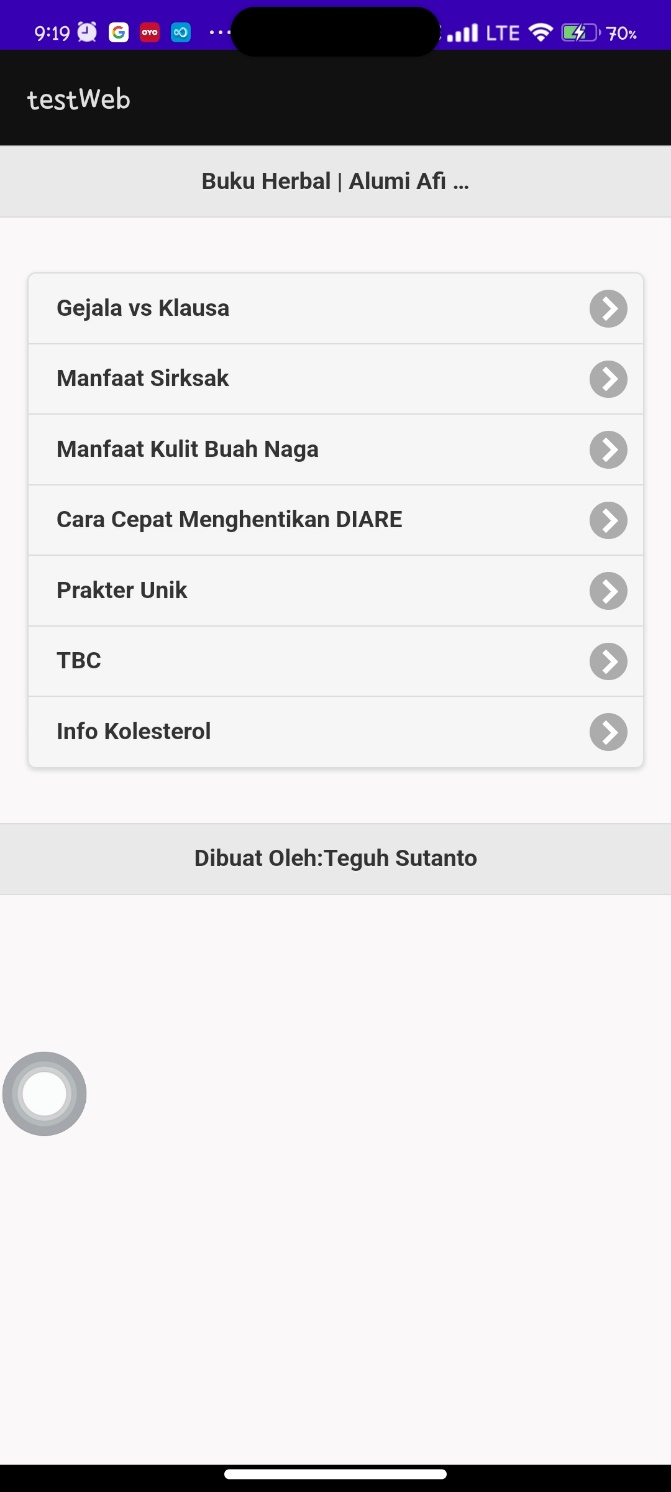 9:19 G OYO ... LTE 70%
testWeb
Buku Herbal | Alumi Afi ...
Gejala vs Klausa
Manfaat Sirksak
Manfaat Kulit Buah Naga
Cara Cepat Menghentikan DIARE
Prakter Unik
TBC
Info Kolesterol
Dibuat Oleh:Teguh Sutanto